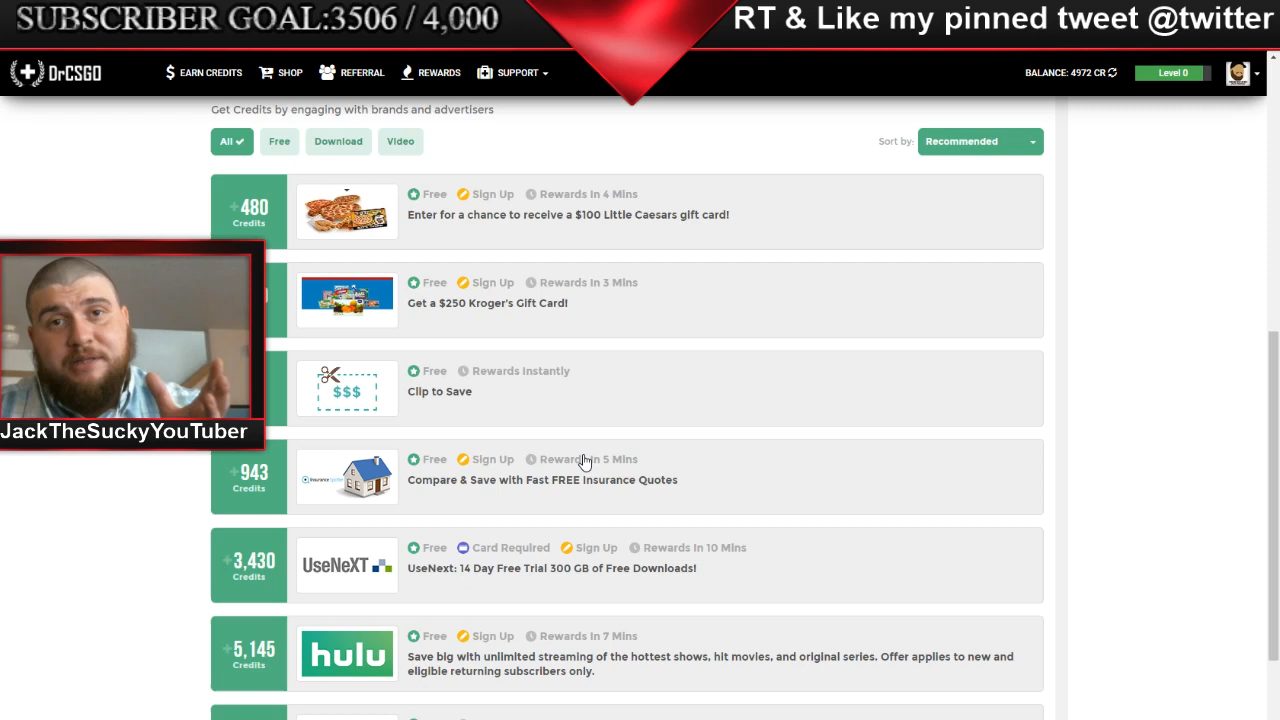 SUBSCRIBER GOAL:3506 / 4,000
RT & Like my pinned tweet @twitter
DrCSGO
$ EARN CREDITS
SHOP
REFERRAL
REWARDS
SUPPORT
BALANCE: 4972 CR
Level 0
Get Credits by engaging with brands and advertisers
All
Free
Download
Video
Sort by:
Recommended
+480
Credits
Free
Sign Up
Rewards In 4 Mins
Enter for a chance to receive a $100 Little Caesars gift card!
Free
Sign Up
Rewards In 3 Mins
Get a $250 Kroger's Gift Card!
$$$
Free
Rewards Instantly
Clip to Save
JackTheSuckyYouTuber
+943
Credits
Free
Sign Up
Rewards In 5 Mins
Compare & Save with Fast FREE Insurance Quotes
+3,430
Credits
UseNeXT
Free
Card Required
Sign Up
Rewards In 10 Mins
UseNext: 14 Day Free Trial 300 GB of Free Downloads!
+5,145
Credits
hulu
Free
Sign Up
Rewards In 7 Mins
Save big with unlimited streaming of the hottest shows, hit movies, and original series. Offer applies to new and
eligible returning subscribers only.